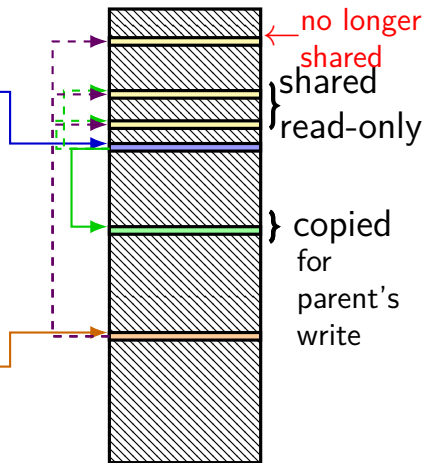 no longer
shared
shared
read-only
copied
for
parent's
write